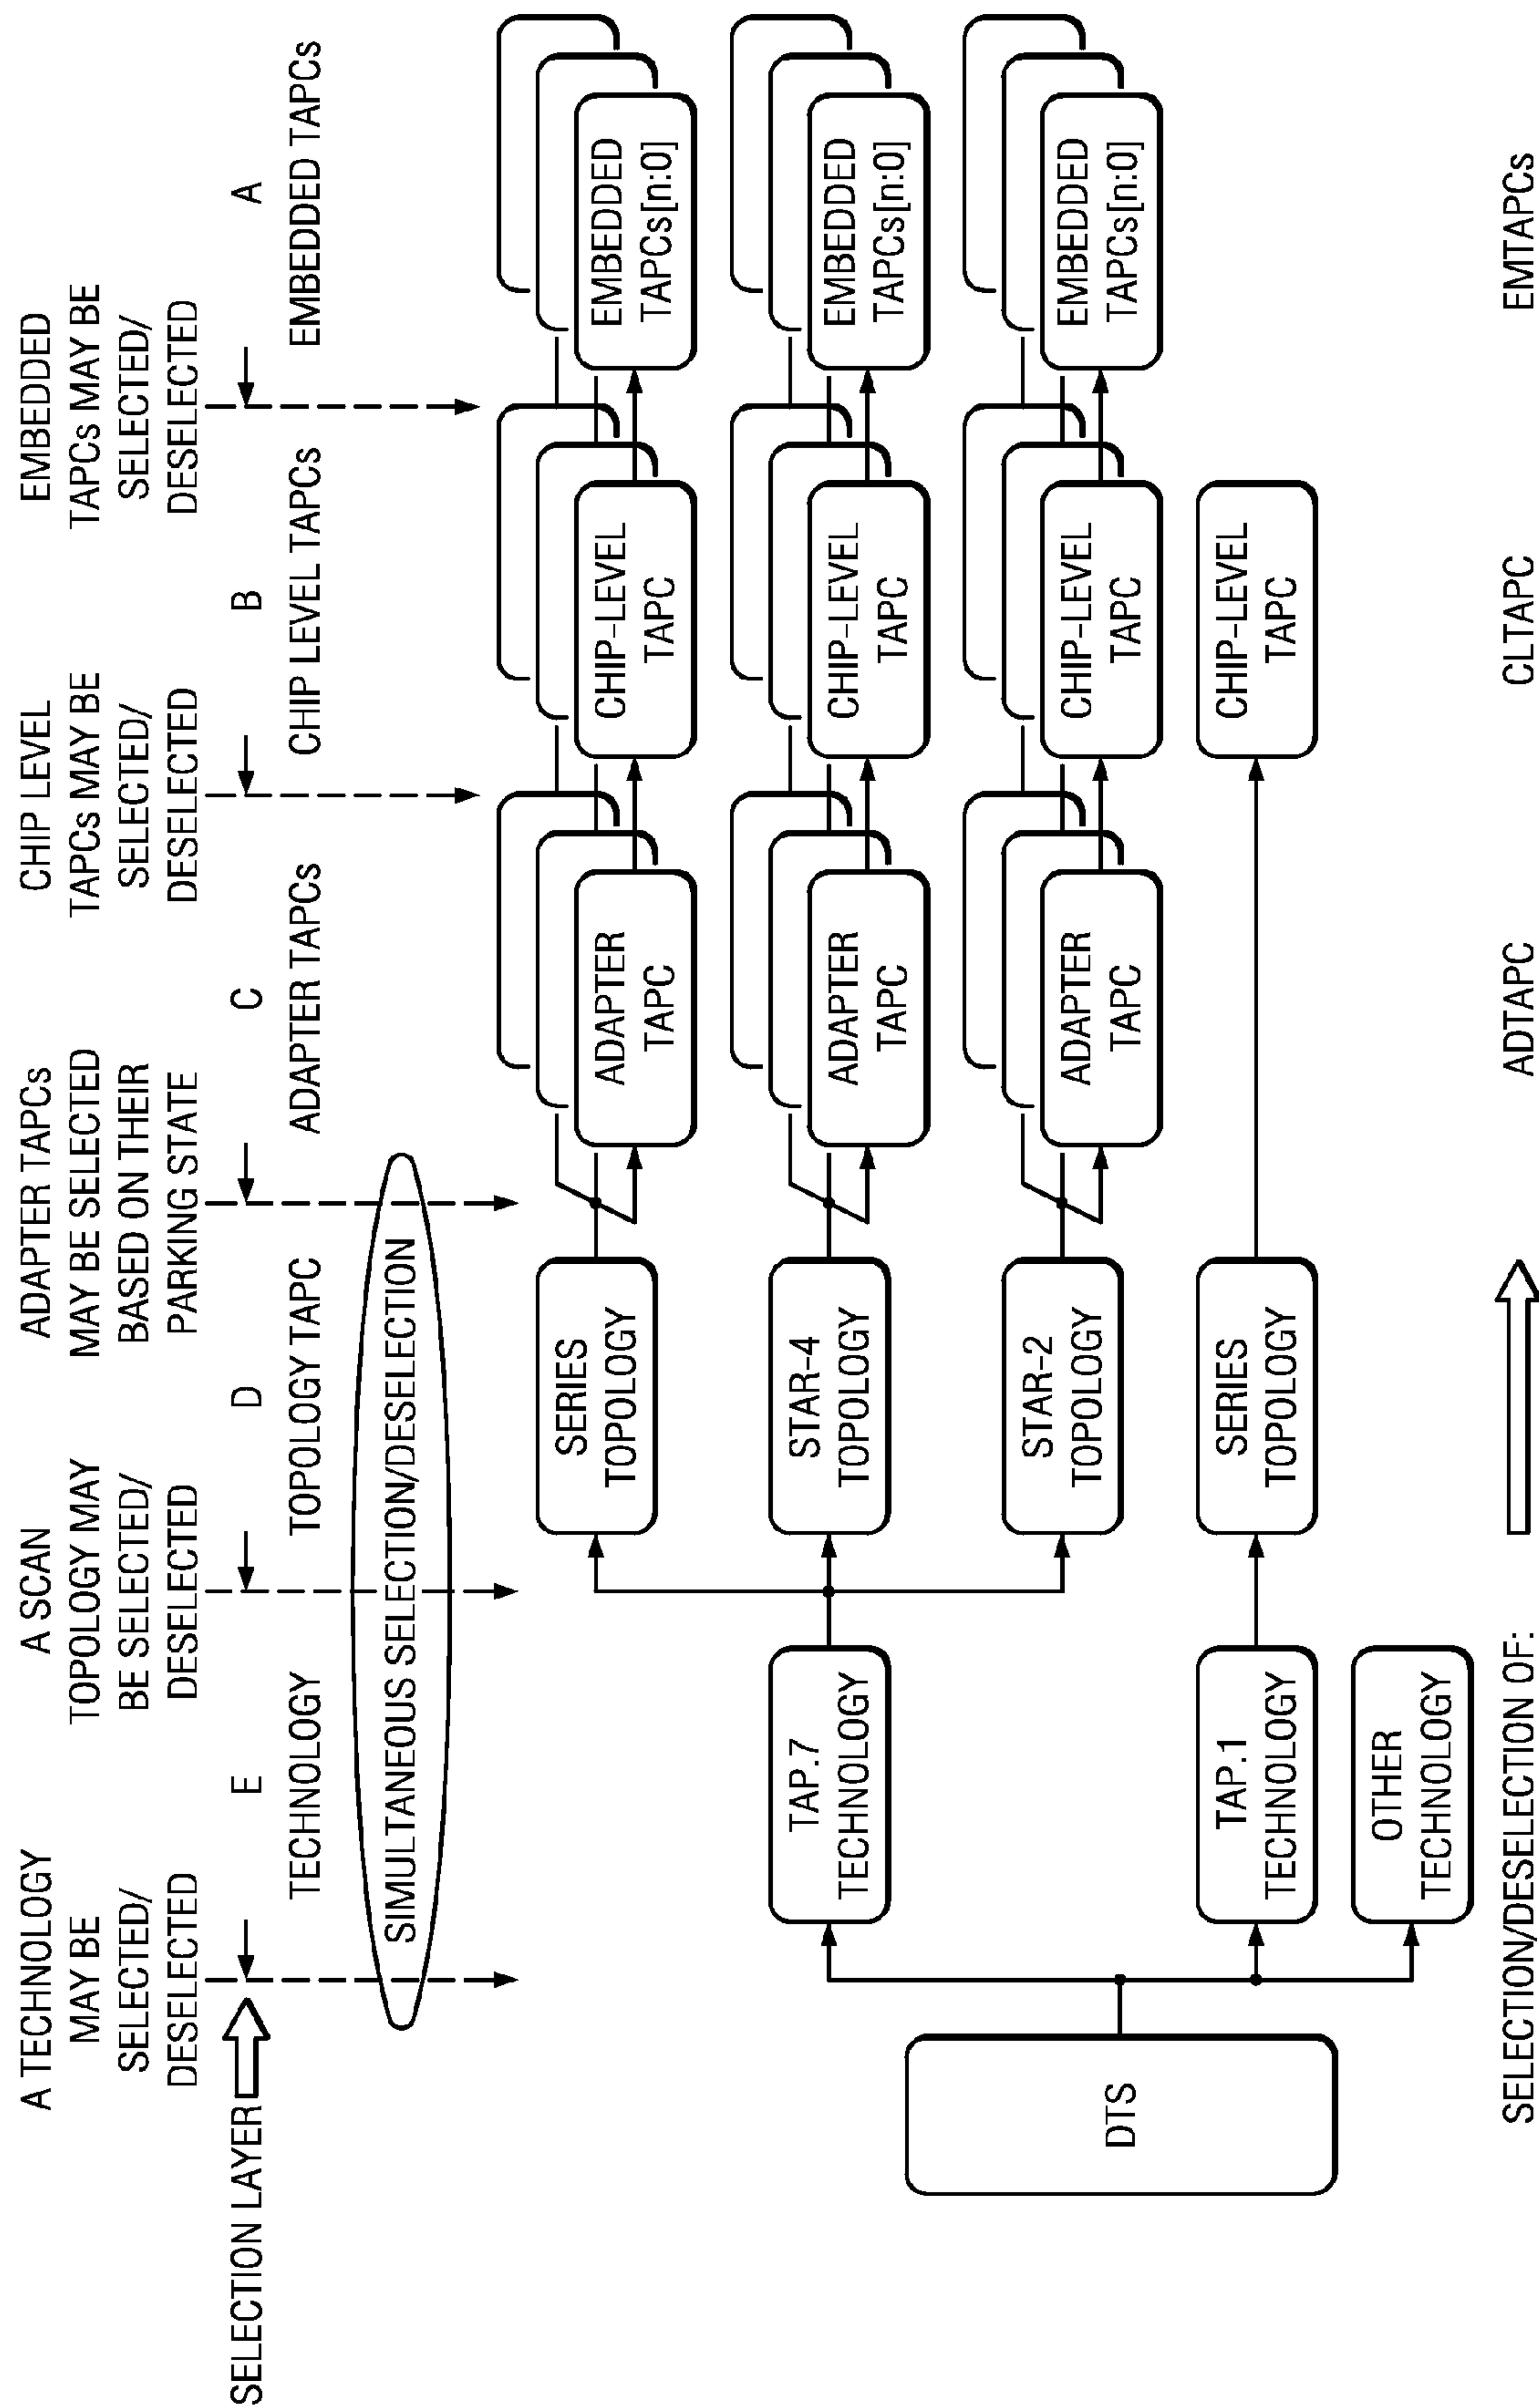 A TECHNOLOGY
MAY BE
SELECTED/
DESELECTED
A SCAN
TOPOLOGY MAY
BE SELECTED/
DESELECTED
ADAPTER TAPCs
MAY BE SELECTED
BASED ON THEIR
PARKING STATE
CHIP LEVEL
TAPCs MAY BE
SELECTED/
DESELECTED
EMBEDDED
TAPCs MAY BE
SELECTED/
DESELECTED
SELECTION LAYER
E
D
C
B
A
TECHNOLOGY
TOPOLOGY TAPC
ADAPTER TAPCs
CHIP LEVEL TAPCs
EMBEDDED TAPCs
SIMULTANEOUS SELECTION/DESELECTION
SERIES
TOPOLOGY
ADAPTER
TAPC
CHIP-LEVEL
TAPC
EMBEDDED
TAPCs[n:0]
TAP.7
TECHNOLOGY
STAR-4
TOPOLOGY
ADAPTER
TAPC
CHIP-LEVEL
TAPC
EMBEDDED
TAPCs[n:0]
STAR-2
TOPOLOGY
ADAPTER
TAPC
CHIP-LEVEL
TAPC
EMBEDDED
TAPCs[n:0]
DTS
TAP.1
TECHNOLOGY
SERIES
TOPOLOGY
CHIP-LEVEL
TAPC
OTHER
TECHNOLOGY
SELECTION/DESELECTION OF:
ADTAPC
CLTAPC
EMTAPCs